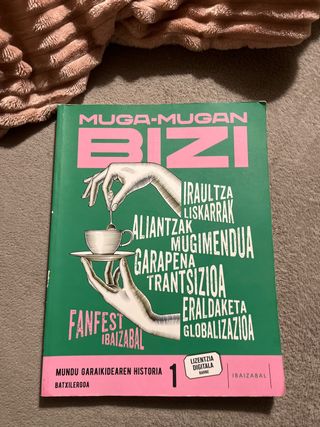 MUGA-MUGAN
BIZI
IRAULTZA
LISKARRAK
ALIANTZAK
MUGIMENDUA
GARAPENA
TRANTSIZIOA
ERALDAKETA
GLOBALIZAZIOA
FANFEST
IBAIZABAL
MUNDU GARAIKIDEAREN HISTORIA 1
BATXILERGOA
LIZENTZIA
DIGITALA
BARNE
IBAIZABAL